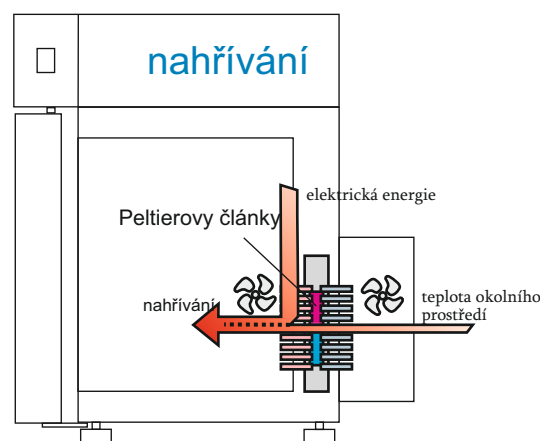 nahřívání
elektrická energie
Peltierovy články
nahřívání
teplota okolního
prostředí